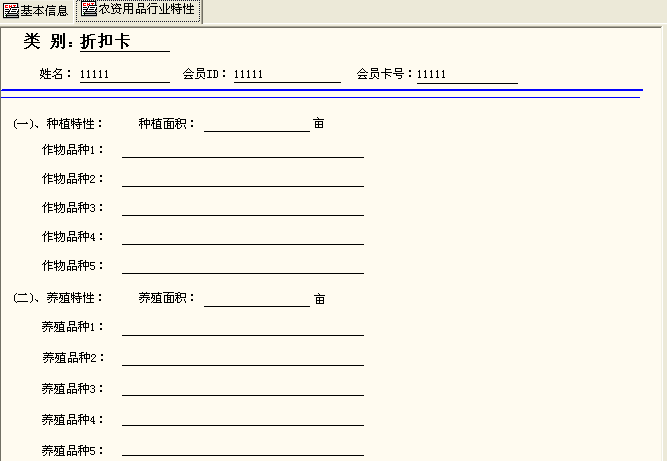 基本信息 农资用品行业特性
类 别：折扣卡
姓名： 11111 会员ID： 11111 会员卡号：11111
(一)、种植特性： 种植面积： 亩
作物品种1：
作物品种2：
作物品种3：
作物品种4：
作物品种5：
(二)、养殖特性： 养殖面积： 亩
养殖品种1：
养殖品种2：
养殖品种3：
养殖品种4：
养殖品种5：